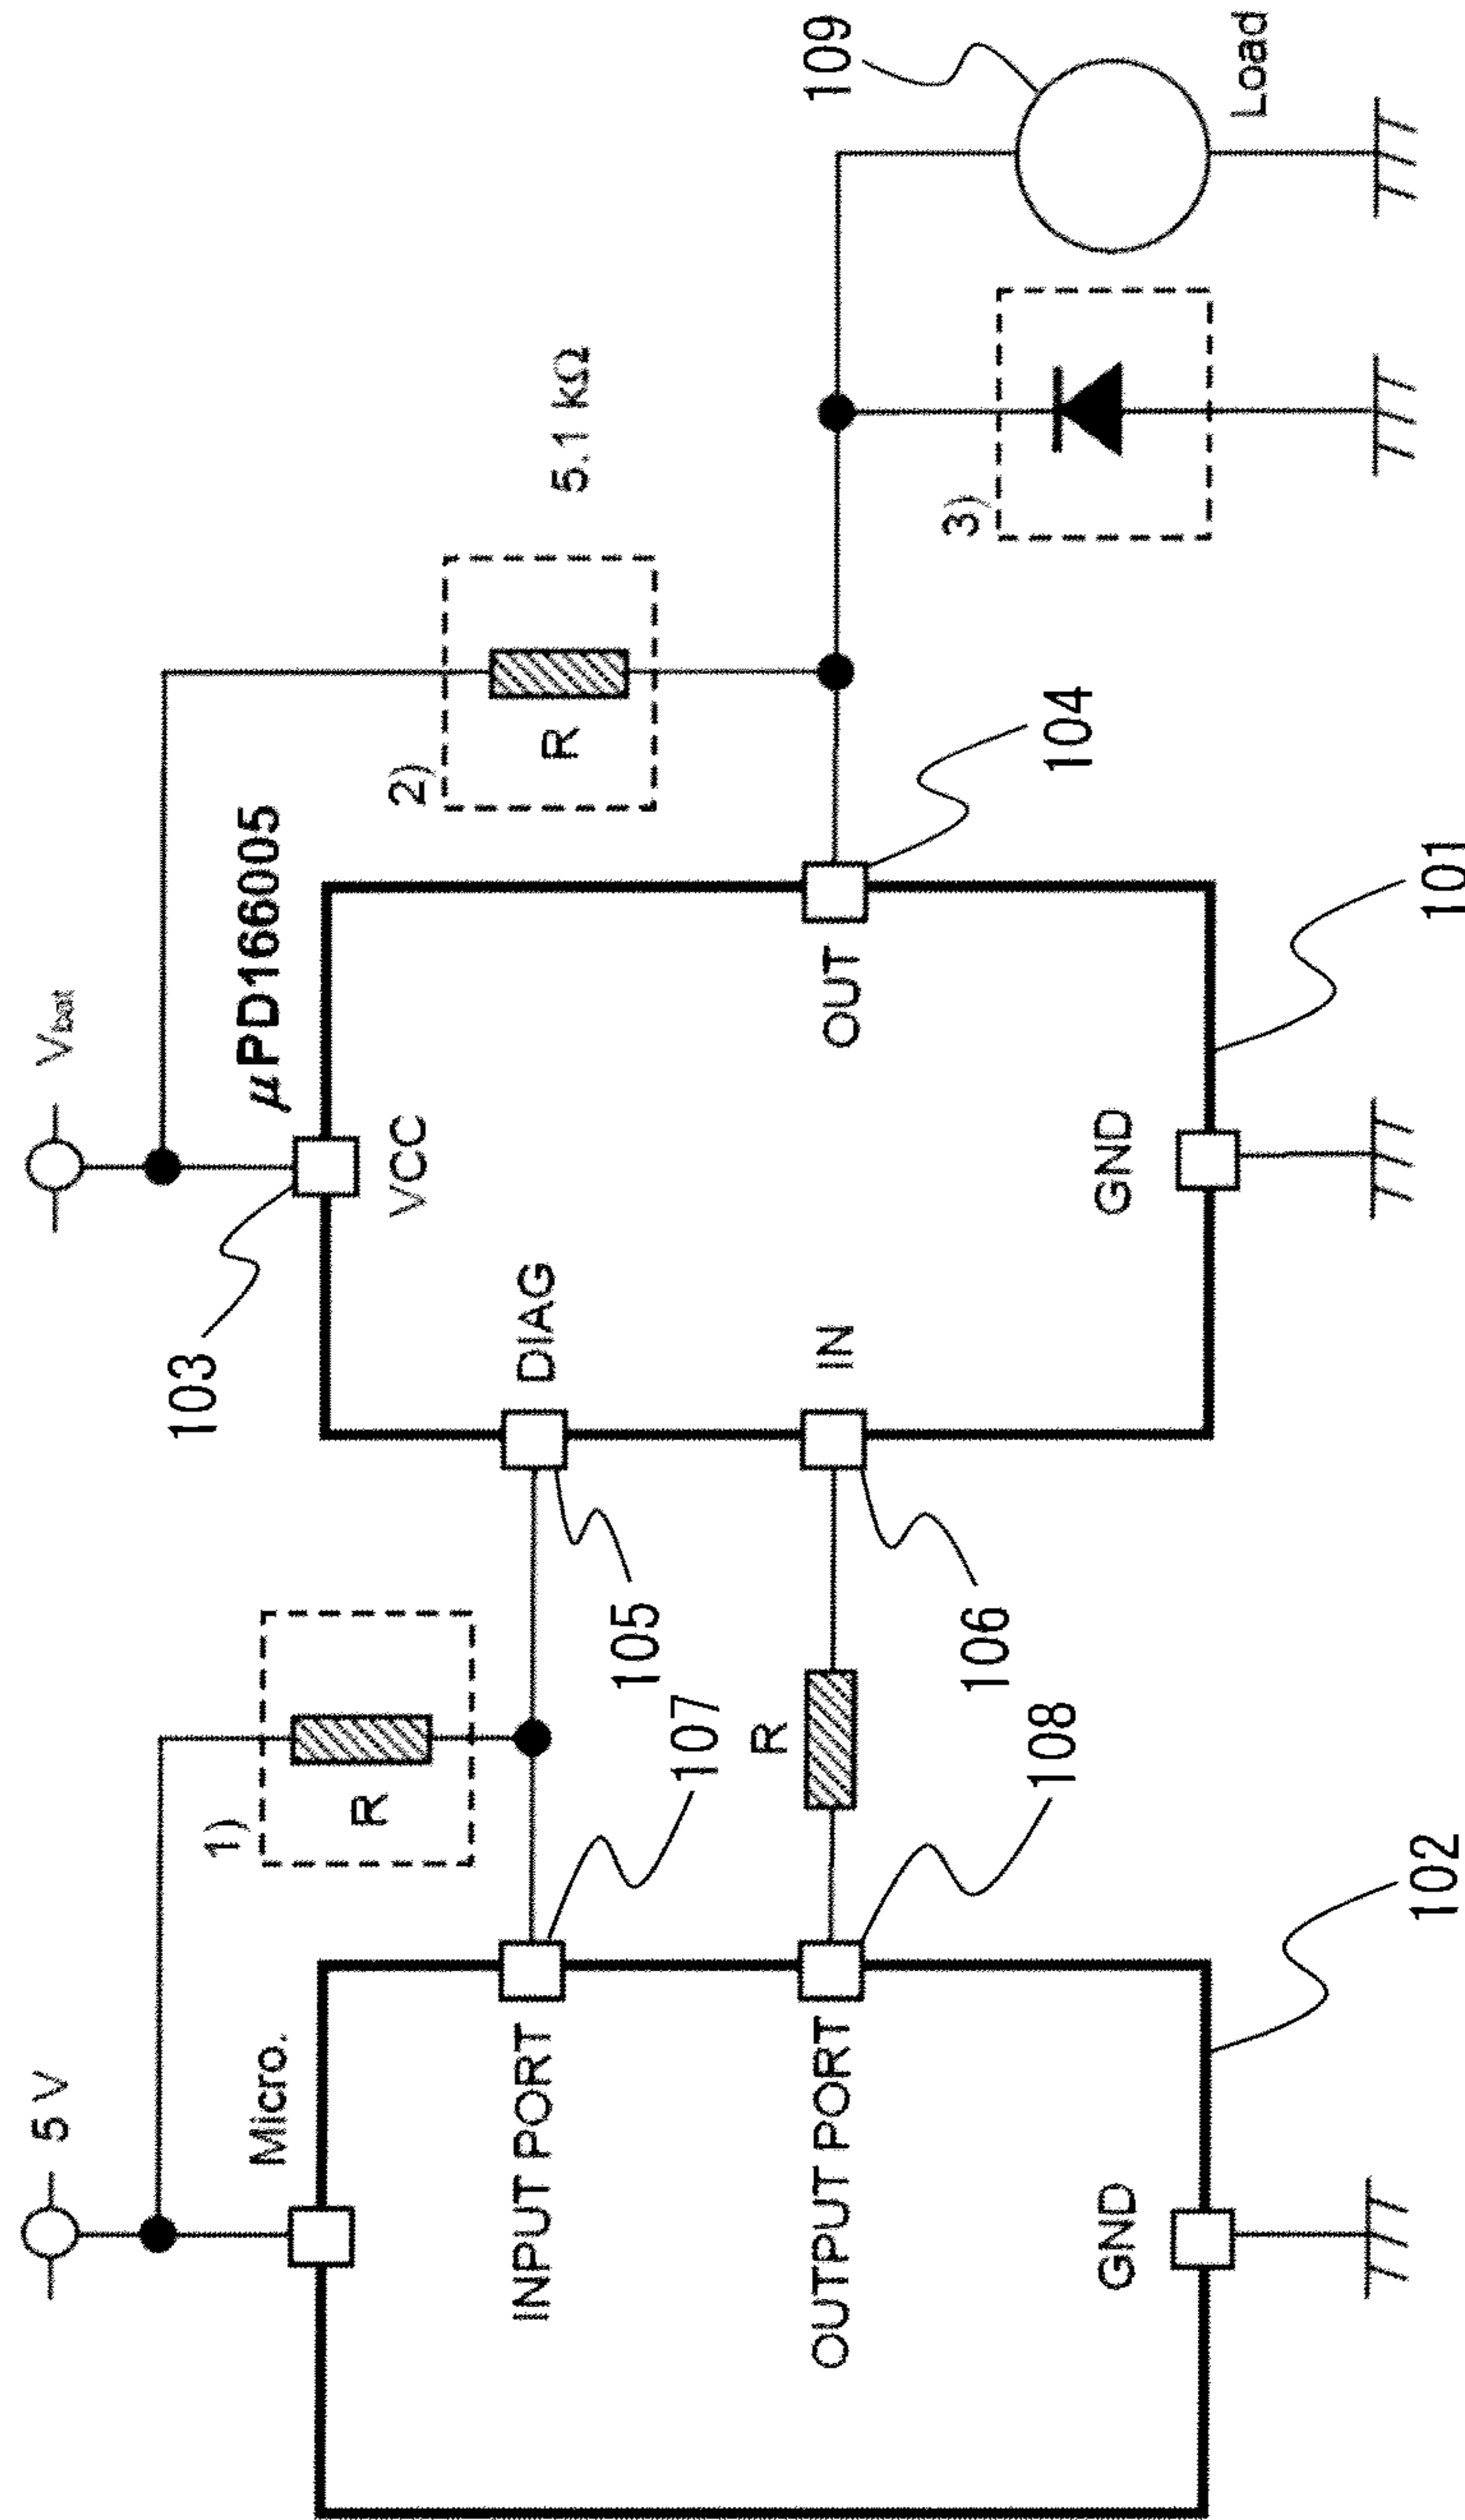 5 V
Vbat
Micro.
μPD166005
103
VCC
1)
R
2)
R
5.1 kΩ
INPUT PORT
107
105
DIAG
OUTPUT PORT
108
R
106
IN
OUT
104
3)
109
Load
GND
GND
102
101